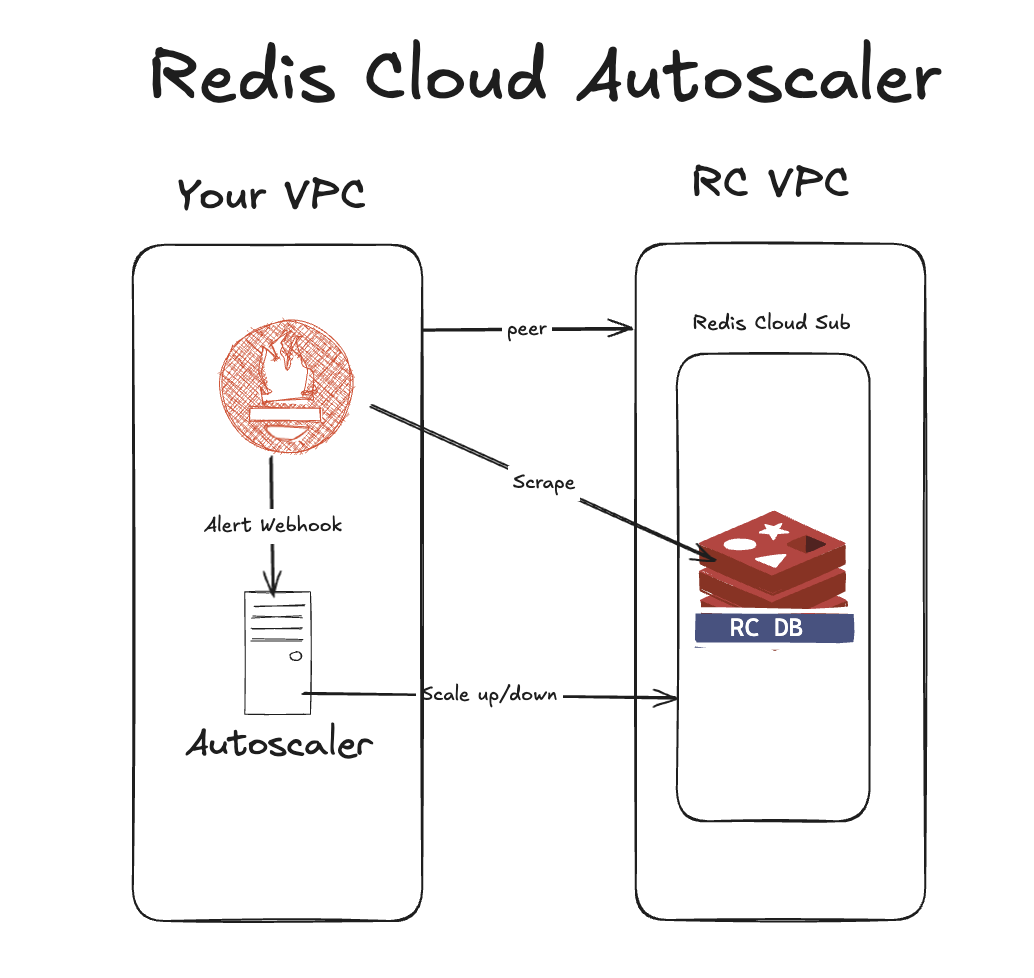 Redis Cloud Autoscaler
Your VPC
RC VPC
Redis Cloud Sub
peer
Scrape
Alert Webhook
RC DB
Scale up/down
Autoscaler